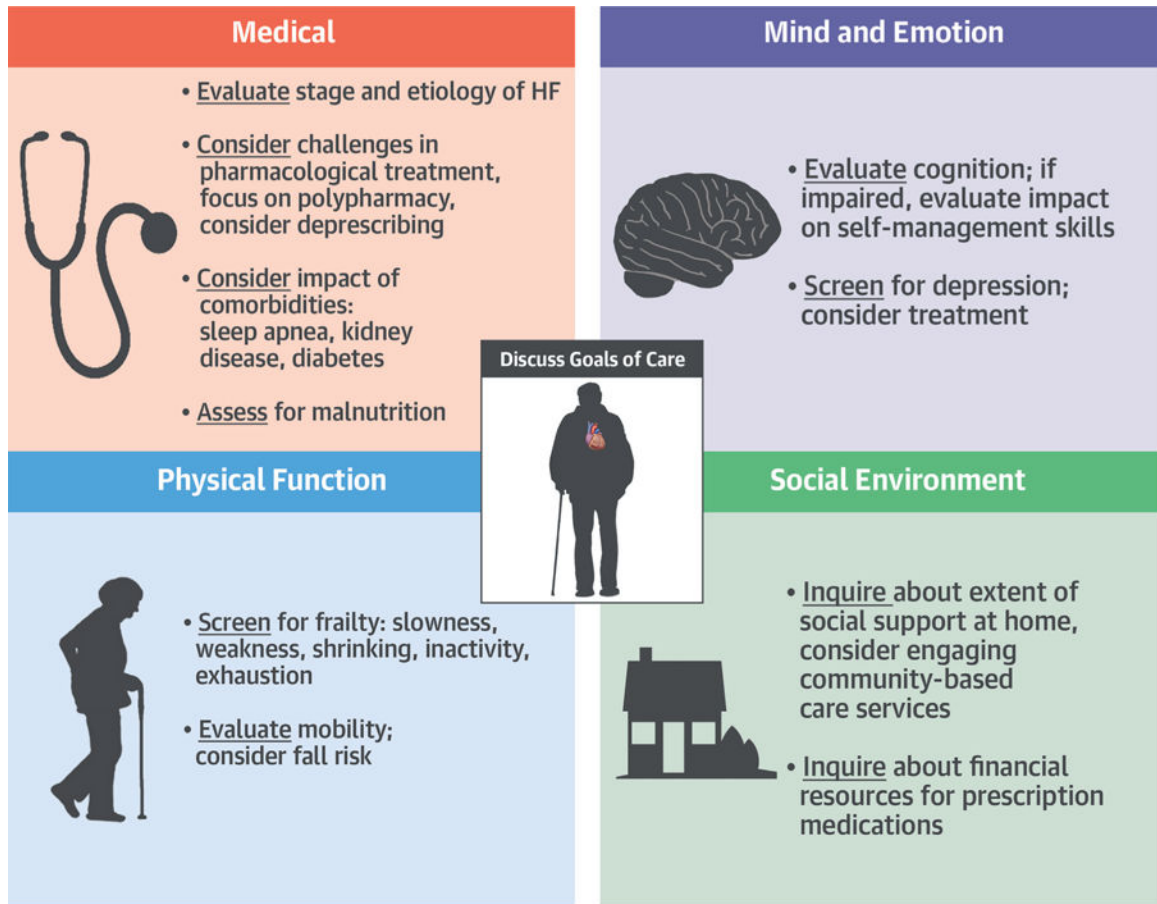 Medical
• Evaluate stage and etiology of HF
• Consider challenges in
pharmacological treatment,
focus on polypharmacy,
consider deprescribing
• Consider impact of
comorbidities:
sleep apnea, kidney
disease, diabetes
• Assess for malnutrition
Mind and Emotion
• Evaluate cognition; if
impaired, evaluate impact
on self-management skills
• Screen for depression;
consider treatment
Discuss Goals of Care
Physical Function
• Screen for frailty: slowness,
weakness, shrinking, inactivity,
exhaustion
• Evaluate mobility;
consider fall risk
Social Environment
• Inquire about extent of
social support at home,
consider engaging
community-based
care services
• Inquire about financial
resources for prescription
medications